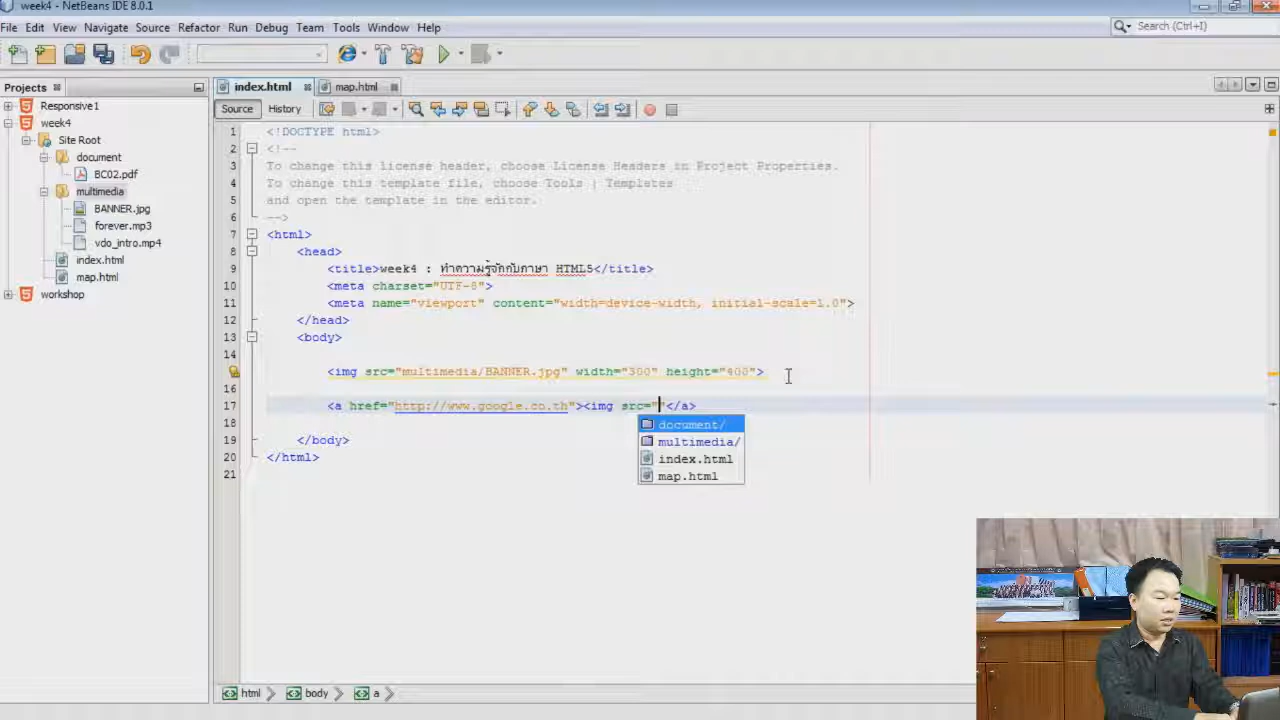 week4 - NetBeans IDE 8.0.1
File Edit View Navigate Source Refactor Run Debug Team Tools Window Help
Search (Ctrl+I)
Projects
index.html
map.html
Responsive1
week4
Site Root
document
BC02.pdf
multimedia
BANNER.jpg
forever.mp3
vdo_intro.mp4
index.html
map.html
workshop
Source History
1 <!DOCTYPE html>
2 <!--
3 To change this license header, choose License Headers in Project Properties.
4 To change this template file, choose Tools | Templates
5 and open the template in the editor.
6 -->
7 <html>
8 <head>
9 <title>week4 : ทำความรู้จักกับภาษา HTML5</title>
10 <meta charset="UTF-8">
11 <meta name="viewport" content="width=device-width, initial-scale=1.0">
12 </head>
13 <body>
14
15 <img src="multimedia/BANNER.jpg" width="300" height="400">
16
17 <a href="http://www.google.co.th"><img src=""</a>
18
19 </body>
20 </html>
21
document/
multimedia/
index.html
map.html
html body a